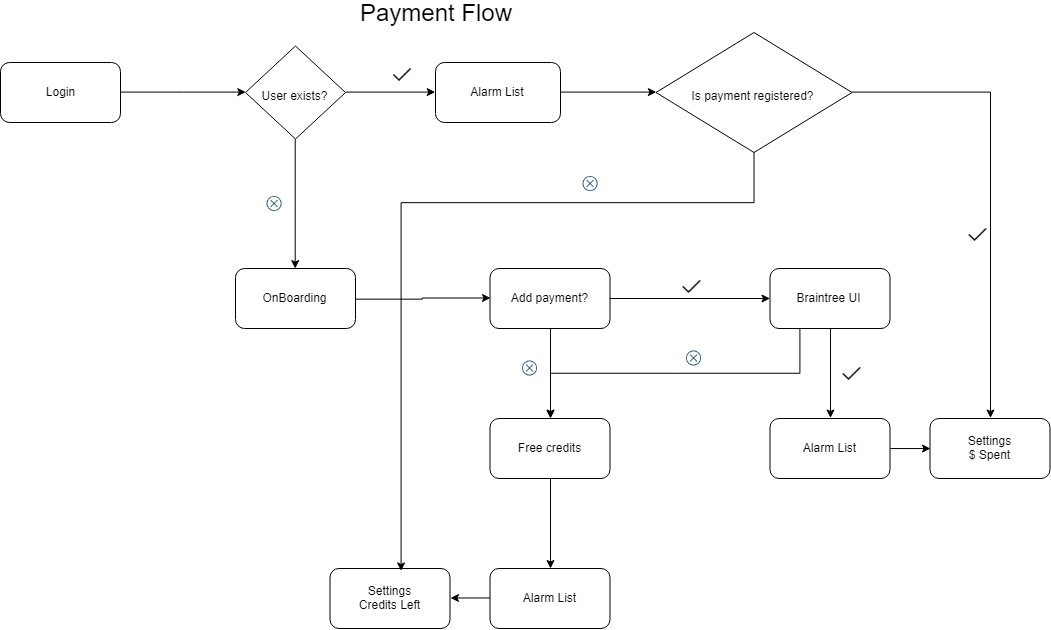 Payment Flow
Login
User exists?
Alarm List
Is payment registered?
OnBoarding
Add payment?
Braintree UI
Free credits
Alarm List
Settings
$ Spent
Settings
Credits Left
Alarm List